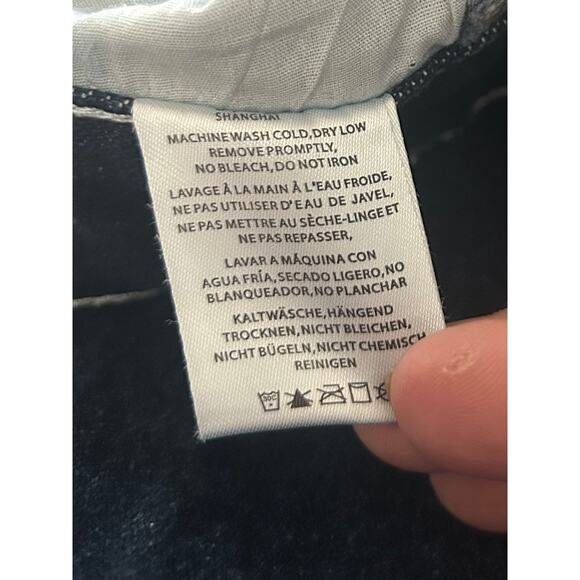 SHANGHAI
MACHINE WASH COLD,DRY LOW
REMOVE PROMPTLY,
NO BLEACH,DO NOT IRON
LAVAGE À LA MAIN À L'EAU FROIDE,
NE PAS UTILISER D'EAU DE JAVEL,
NE PAS METTRE AU SÈCHE-LINGE ET
NE PAS REPASSER,
LAVAR A MÁQUINA CON
AGUA FRÍA,SECADO LIGERO,NO
BLANQUEADOR,NO PLANCHAR
KALTWÄSCHE,HÄNGEND
TROCKNEN,NICHT BLEICHEN,
NICHT BÜGELN,NICHT CHEMISCH
REINIGEN
30C